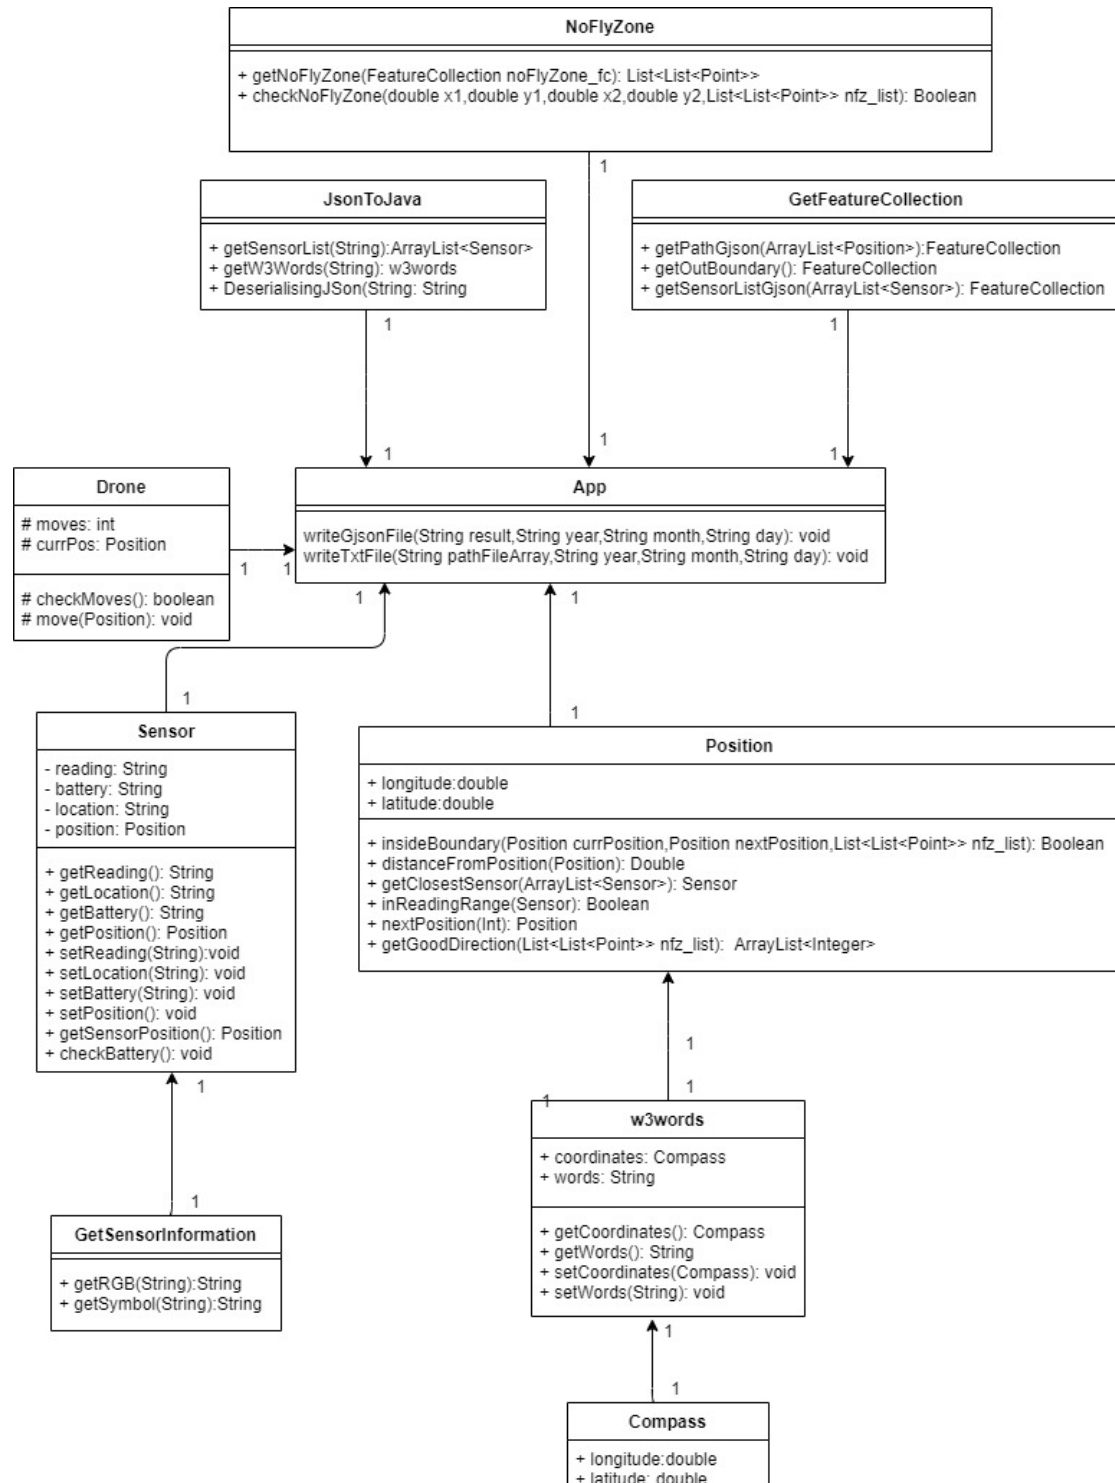 NoFlyZone
+ getNoFlyZone(FeatureCollection noFlyZone_fc): List<List<Point>>
+ checkNoFlyZone(double x1,double y1,double x2,double y2,List<List<Point>> nfz_list): Boolean
1
JsonToJava
+ getSensorList(String):ArrayList<Sensor>
+ getW3Words(String): w3words
+ DeserialisingJSon(String: String
1
GetFeatureCollection
+ getPathGjson(ArrayList<Position>):FeatureCollection
+ getOutBoundary(): FeatureCollection
+ getSensorListGjson(ArrayList<Sensor>): FeatureCollection
1
1
1
1
Drone
# moves: int
# currPos: Position
# checkMoves(): boolean
# move(Position): void
1
1
App
writeGjsonFile(String result,String year,String month,String day): void
writeTxtFile(String pathFileArray,String year,String month,String day): void
1
1
1
1
Sensor
- reading: String
- battery: String
- location: String
- position: Position
+ getReading(): String
+ getLocation(): String
+ getBattery(): String
+ getPosition(): Position
+ setReading(String):void
+ setLocation(String): void
+ setBattery(String): void
+ setPosition(): void
+ getSensorPosition(): Position
+ checkBattery(): void
Position
+ longitude:double
+ latitude:double
+ insideBoundary(Position currPosition,Position nextPosition,List<List<Point>> nfz_list): Boolean
+ distanceFromPosition(Position): Double
+ getClosestSensor(ArrayList<Sensor>): Sensor
+ inReadingRange(Sensor): Boolean
+ nextPosition(Int): Position
+ getGoodDirection(List<List<Point>> nfz_list): ArrayList<Integer>
1
1
GetSensorInformation
+ getRGB(String):String
+ getSymbol(String):String
1
1
1
w3words
+ coordinates: Compass
+ words: String
+ getCoordinates(): Compass
+ getWords(): String
+ setCoordinates(Compass): void
+ setWords(String): void
1
1
Compass
+ longitude:double
+ latitude: double